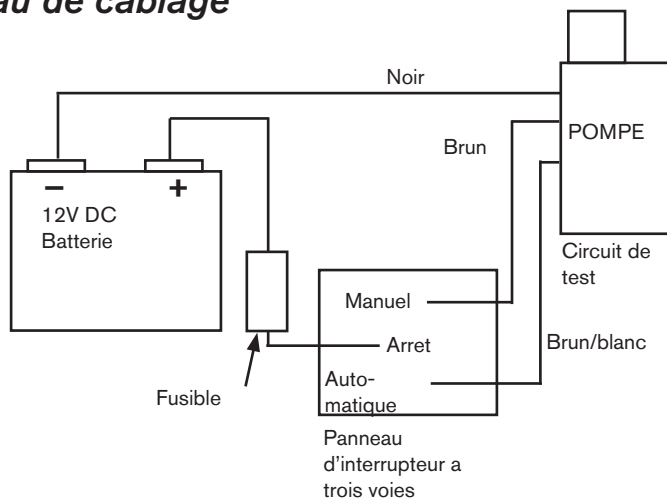 au de cablage
Noir
Brun
POMPE
− +
12V DC
Batterie
Circuit de
test
Manuel
Arret
Brun/blanc
Auto-
matique
Fusible
Panneau
d'interrupteur a
trois voies